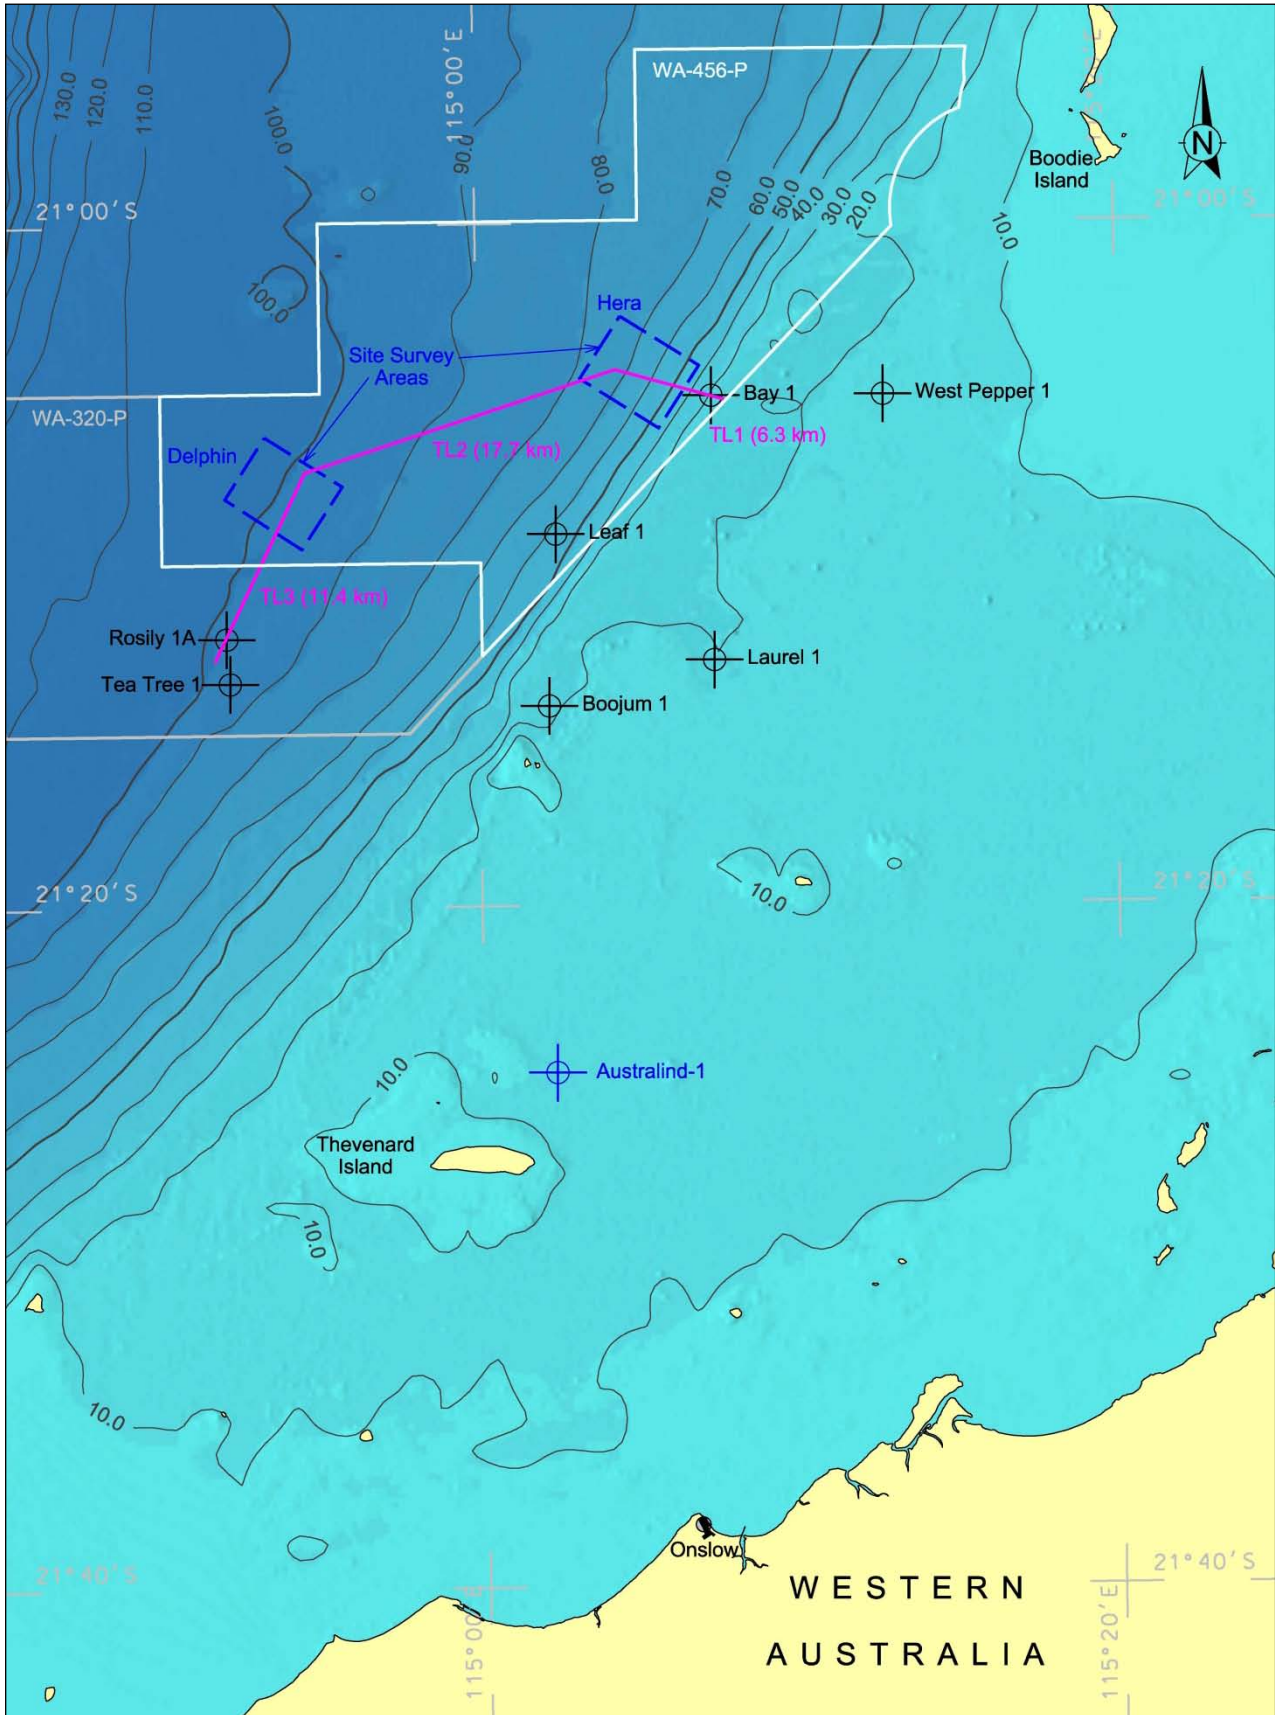 115°00'E
WA-456-P
130.0
120.0
110.0
100.0
90.0
80.0
70.0
60.0
50.0
40.0
30.0
20.0
10.0
N
Boodie
Island
21°00'S
21°00'S
100.0
Hera
Site Survey
Areas
WA-320-P
Bay 1
West Pepper 1
TL1 (6.3 km)
TL2 (17.7 km)
Delphin
Leaf 1
TL3 (11.4 km)
Rosily 1A
Tea Tree 1
Laurel 1
Boojum 1
21°20'S
21°20'S
10.0
10.0
Australind-1
Thevenard
Island
10.0
10.0
Onslow
21°40'S
21°40'S
WESTERN
AUSTRALIA
115°00'E
115°20'E